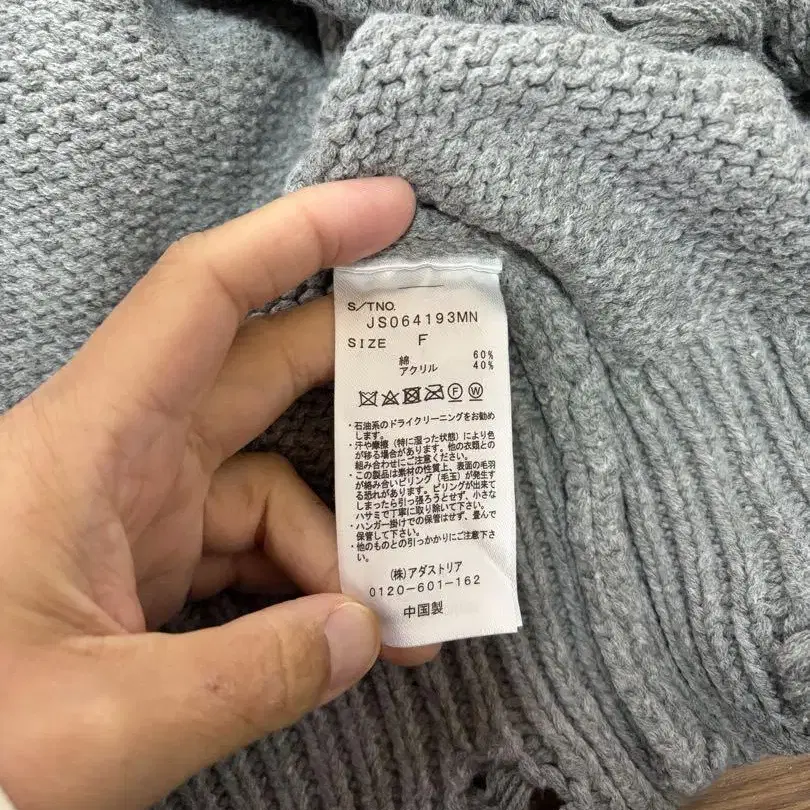 S/TNO.
JS064193MN
SIZE F
綿 60%
アクリル 40%
F W
・石油系のドライクリーニングをお勧め
します。
・汗や摩擦（特に湿った状態）により色
が移る場合があります。他の衣類との
組み合わせにご注意ください。
・この製品は素材の性質上、表面の毛羽
が絡み合いピリング（毛玉）が発生す
る恐れがあります。ピリングが出来て
しまったら引っ張ろうとせず、小さな
ハサミで丁寧に取り除いて下さい。
・ハンガー掛けでの保管はせず、畳んで
保管して下さい。
・他のものとの引っかかりにご注意下さ
い。
(株)アダストリア
0120-601-162
中国製